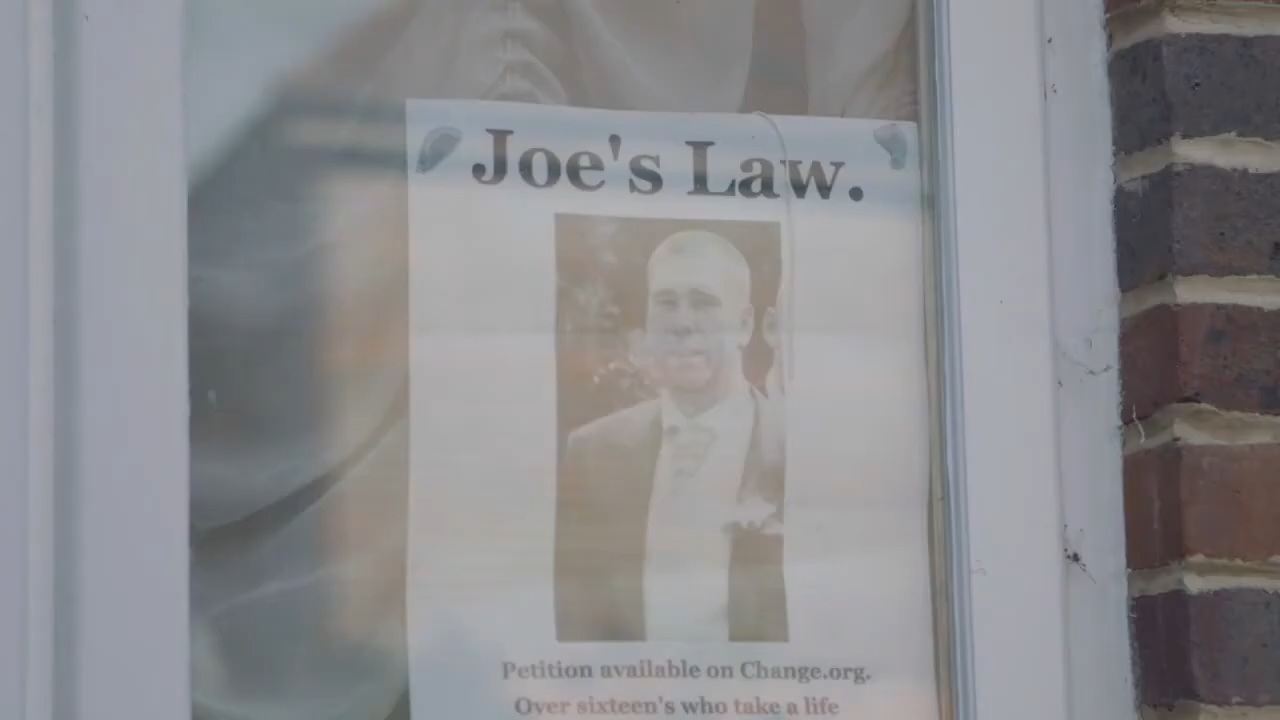 Joe's Law.
Petition available on Change.org.
Over sixteen's who take a life